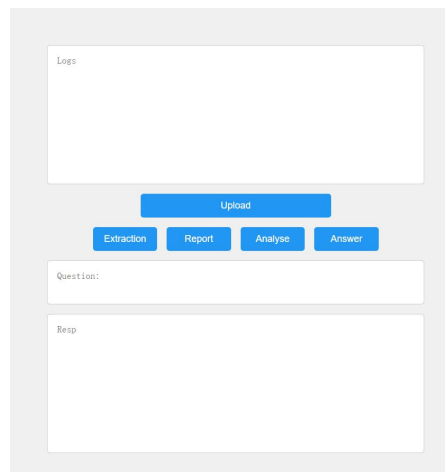 Logs
Upload
Extraction Report Analyse Answer
Question:
Resp